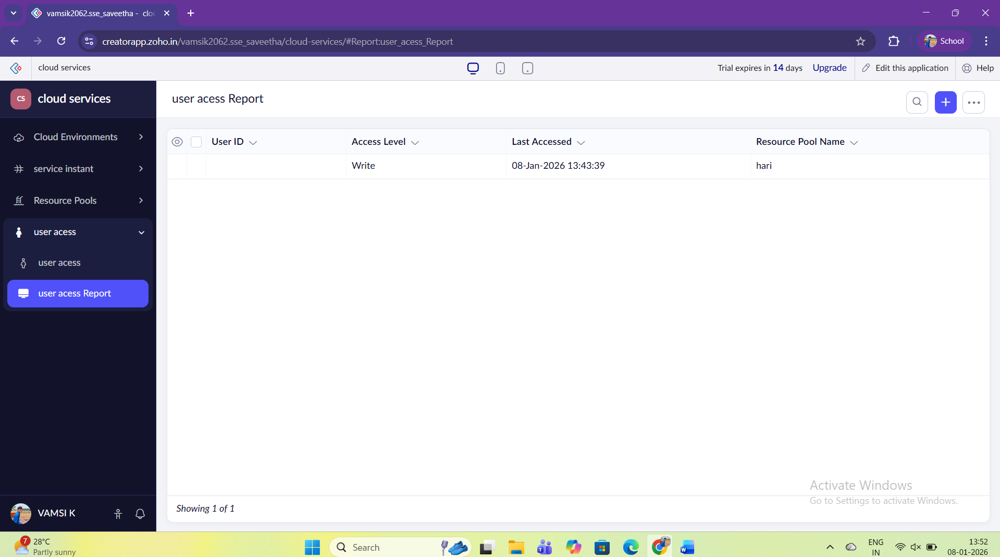 vamsik2062.sse_saveetha - clou
creatorapp.zoho.in/vamsik2062.sse_saveetha/cloud-services/#Report:user_acess_Report
School
cloud services
Trial expires in 14 days
Upgrade
Edit this application
Help
CS
cloud services
user acess Report
Cloud Environments
service instant
Resource Pools
user acess
user acess
user acess Report
User ID
Access Level
Last Accessed
Resource Pool Name
Write
08-Jan-2026 13:43:39
hari
Activate Windows
Go to Settings to activate Windows.
Showing 1 of 1
VAMSI K
7
28°C
Partly sunny
Search
ENG
IN
13:52
08-01-2026